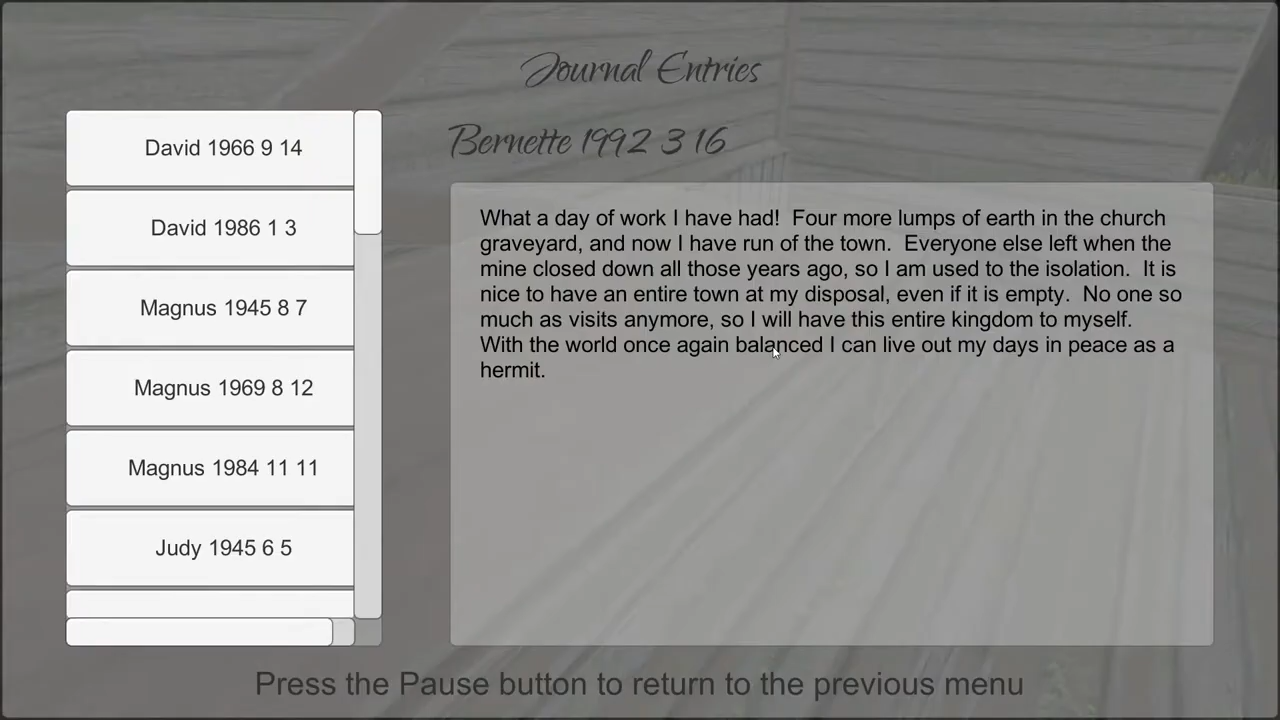 Journal Entries
David 1966 9 14
David 1986 1 3
Magnus 1945 8 7
Magnus 1969 8 12
Magnus 1984 11 11
Judy 1945 6 5
Bernette 1992 3 16
What a day of work I have had!  Four more lumps of earth in the church
graveyard, and now I have run of the town.  Everyone else left when the
mine closed down all those years ago, so I am used to the isolation.  It is
nice to have an entire town at my disposal, even if it is empty.  No one so
much as visits anymore, so I will have this entire kingdom to myself.
With the world once again balanced I can live out my days in peace as a
hermit.
Press the Pause button to return to the previous menu